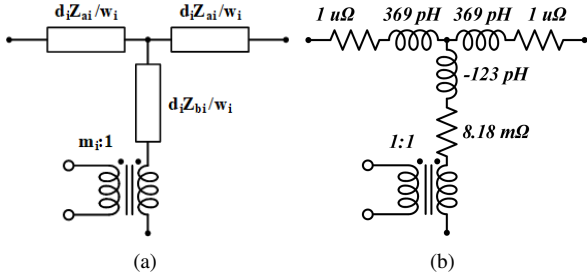 dᵢZₐᵢ/wᵢ dᵢZₐᵢ/wᵢ
dᵢZbᵢ/wᵢ
mᵢ:1
(a)
1 uΩ 369 pH 369 pH 1 uΩ
-123 pH
8.18 mΩ
1:1
(b)